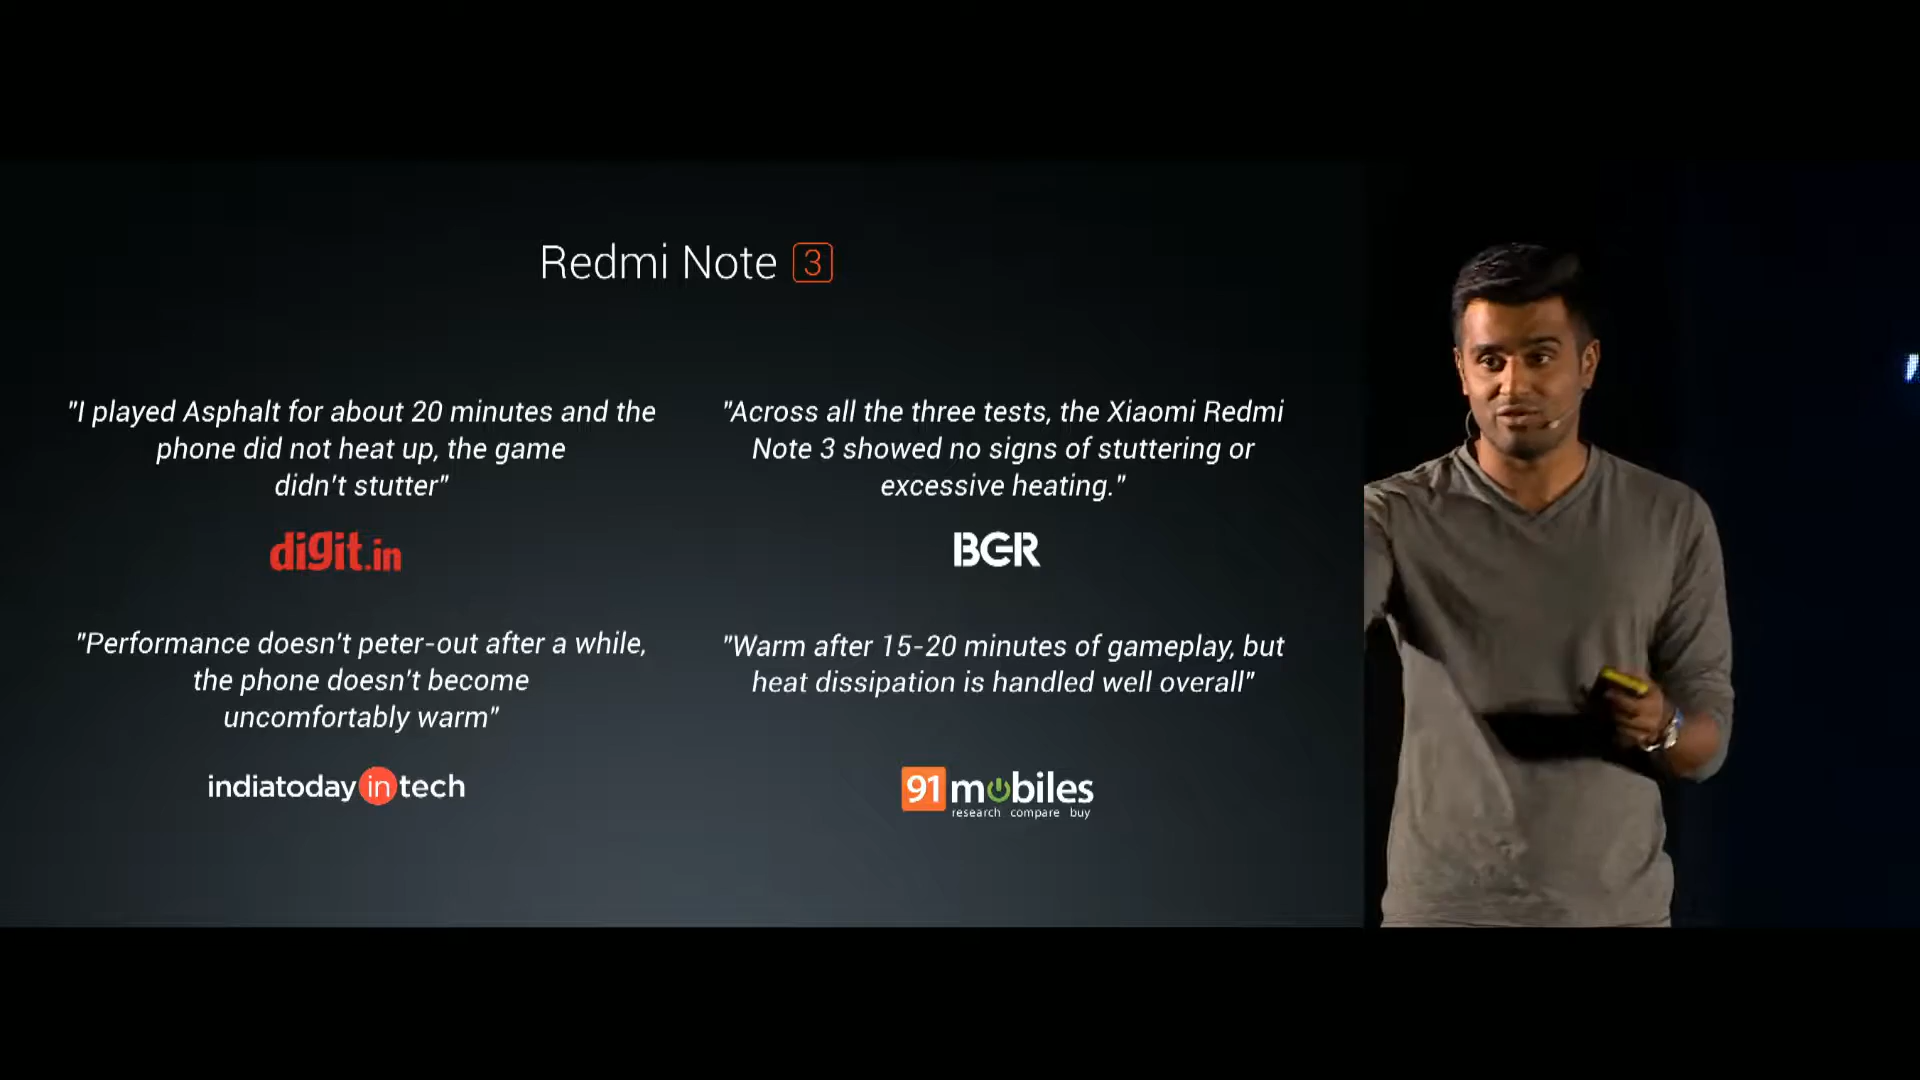 Redmi Note 3
"I played Asphalt for about 20 minutes and the
phone did not heat up, the game
didn't stutter"
digit.in
"Across all the three tests, the Xiaomi Redmi
Note 3 showed no signs of stuttering or
excessive heating."
BGR
"Performance doesn't peter-out after a while,
the phone doesn't become
uncomfortably warm"
indiatoday in tech
"Warm after 15-20 minutes of gameplay, but
heat dissipation is handled well overall"
91mobiles
research compare buy